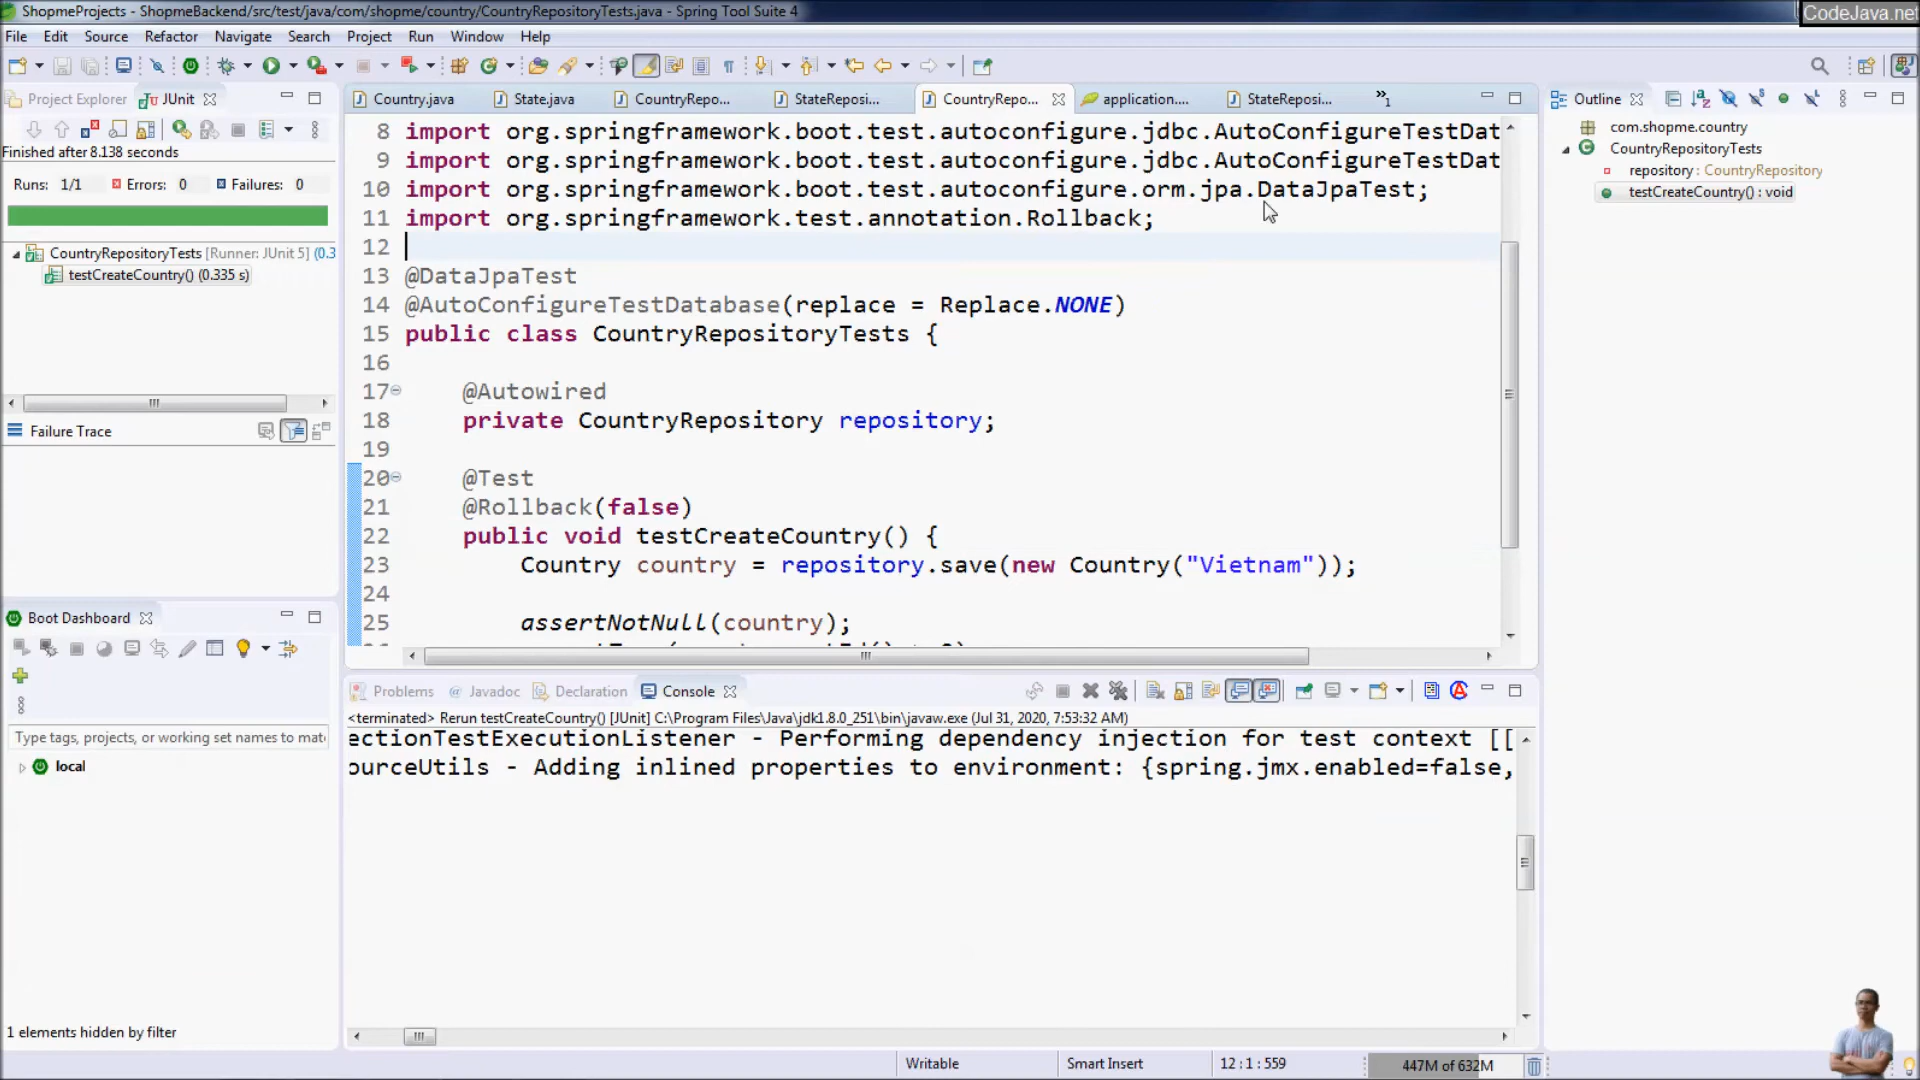 ShopmeProjects - ShopmeBackend/src/test/java/com/shopme/country/CountryRepositoryTests.java - Spring Tool Suite 4
CodeJava.net
File Edit Source Refactor Navigate Search Project Run Window Help
Project Explorer JUnit
Finished after 8.138 seconds
Runs: 1/1 Errors: 0 Failures: 0
CountryRepositoryTests [Runner: JUnit 5] (0.3
testCreateCountry() (0.335 s)
Failure Trace
Boot Dashboard
Type tags, projects, or working set names to mat
local
1 elements hidden by filter
Country.java State.java CountryRepo... StateReposi... CountryRepo... application.... StateReposi... »1
8 import org.springframework.boot.test.autoconfigure.jdbc.AutoConfigureTestDat
9 import org.springframework.boot.test.autoconfigure.jdbc.AutoConfigureTestDat
10 import org.springframework.boot.test.autoconfigure.orm.jpa.DataJpaTest;
11 import org.springframework.test.annotation.Rollback;
12
13 @DataJpaTest
14 @AutoConfigureTestDatabase(replace = Replace.NONE)
15 public class CountryRepositoryTests {
16
17 @Autowired
18 private CountryRepository repository;
19
20 @Test
21 @Rollback(false)
22 public void testCreateCountry() {
23 Country country = repository.save(new Country("Vietnam"));
24
25 assertNotNull(country);
Problems Javadoc Declaration Console
<terminated> Rerun testCreateCountry() [JUnit] C:\Program Files\Java\jdk1.8.0_251\bin\javaw.exe (Jul 31, 2020, 7:53:32 AM)
ectionTestExecutionListener - Performing dependency injection for test context [[
ourceUtils - Adding inlined properties to environment: {spring.jmx.enabled=false,
Outline
com.shopme.country
CountryRepositoryTests
repository : CountryRepository
testCreateCountry() : void
Writable Smart Insert 12 : 1 : 559 447M of 632M